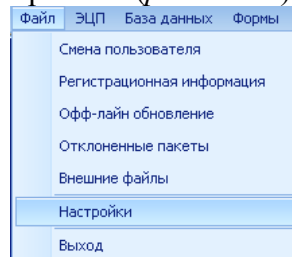 Файл ЭЦП База данных Формы
Смена пользователя
Регистрационная информация
Офф-лайн обновление
Отклоненные пакеты
Внешние файлы
Настройки
Выход